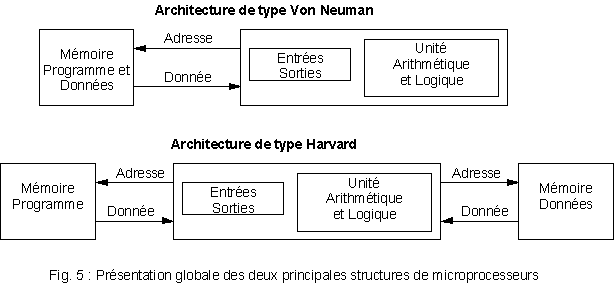 Architecture de type Von Neuman
Mémoire
Programme et
Données
Adresse
Donnée
Entrées
Sorties
Unité
Arithmétique
et Logique
Architecture de type Harvard
Mémoire
Programme
Adresse
Donnée
Entrées
Sorties
Unité
Arithmétique
et Logique
Adresse
Donnée
Mémoire
Données
Fig. 5 : Présentation globale des deux principales structures de microprocesseurs